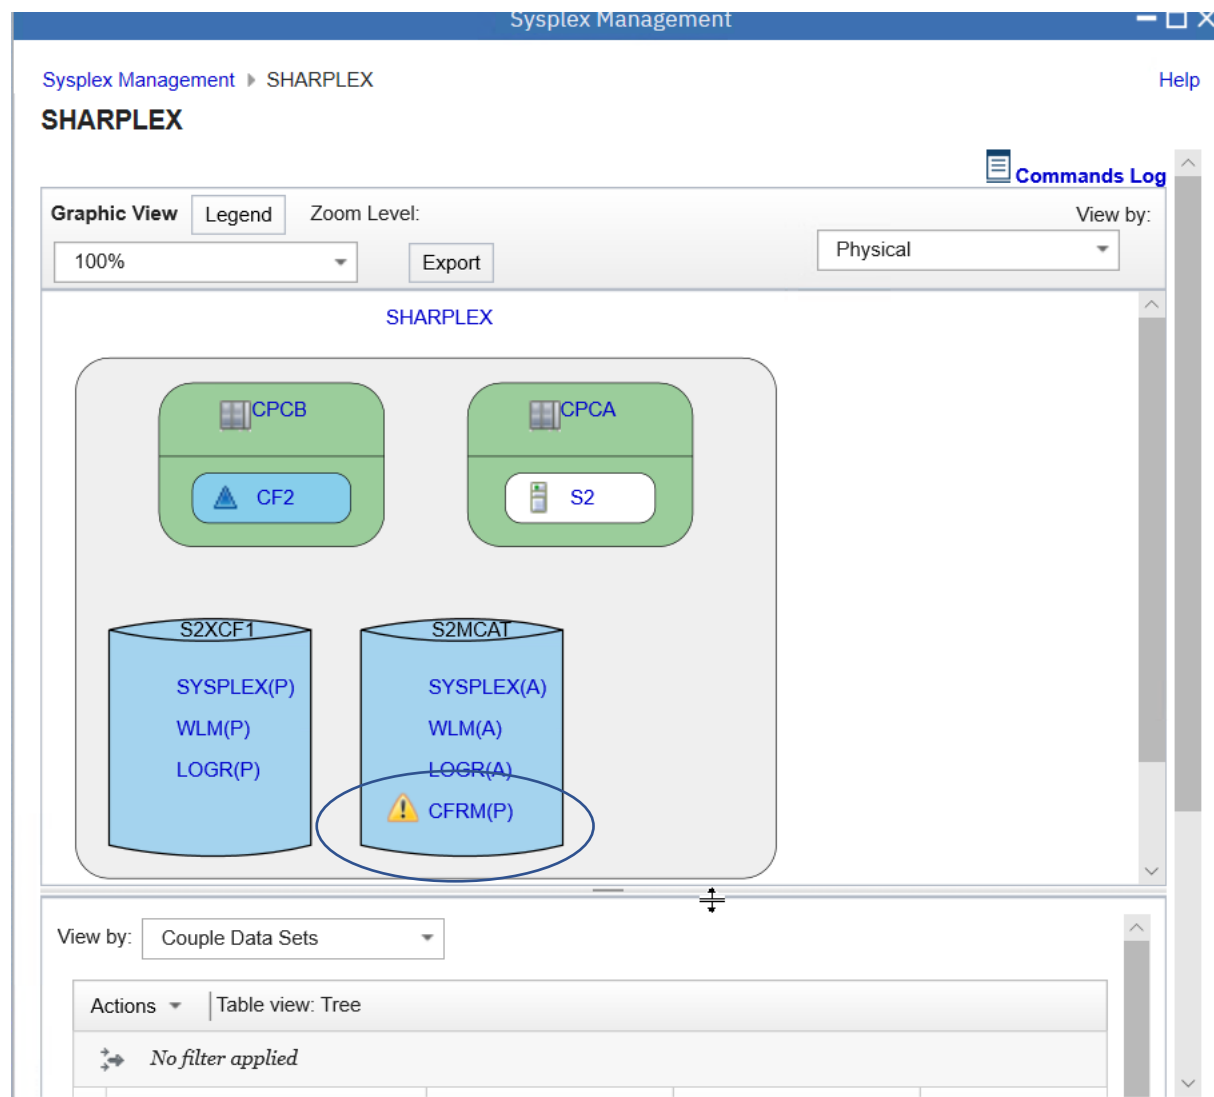 Sysplex Management
Sysplex Management SHARPLEX Help
SHARPLEX
Commands Log
Graphic View Legend Zoom Level: View by:
100% Export Physical
SHARPLEX
CPCB CPCA
CF2 S2
S2XCF1 S2MCAT
SYSPLEX(P) SYSPLEX(A)
WLM(P) WLM(A)
LOGR(P) LOGR(A)
CFRM(P)
View by: Couple Data Sets
Actions Table view: Tree
No filter applied